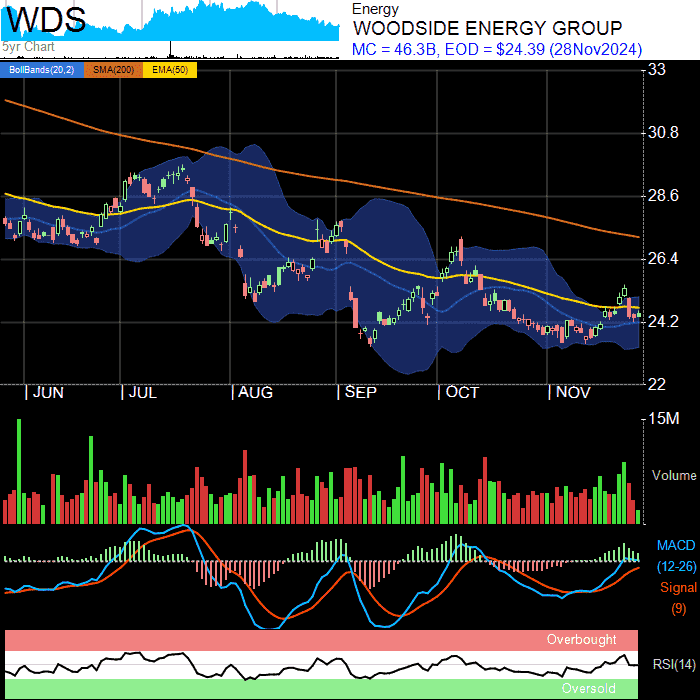 WDS
5yr Chart
Energy
WOODSIDE ENERGY GROUP
MC = 46.3B, EOD = $24.39 (28Nov2024)
BollBands(20,2) SMA(200) EMA(50)
33
30.8
28.6
26.4
24.2
22
JUN JUL AUG SEP OCT NOV
15M
Volume
MACD
(12-26)
Signal
(9)
Overbought
RSI(14)
Oversold